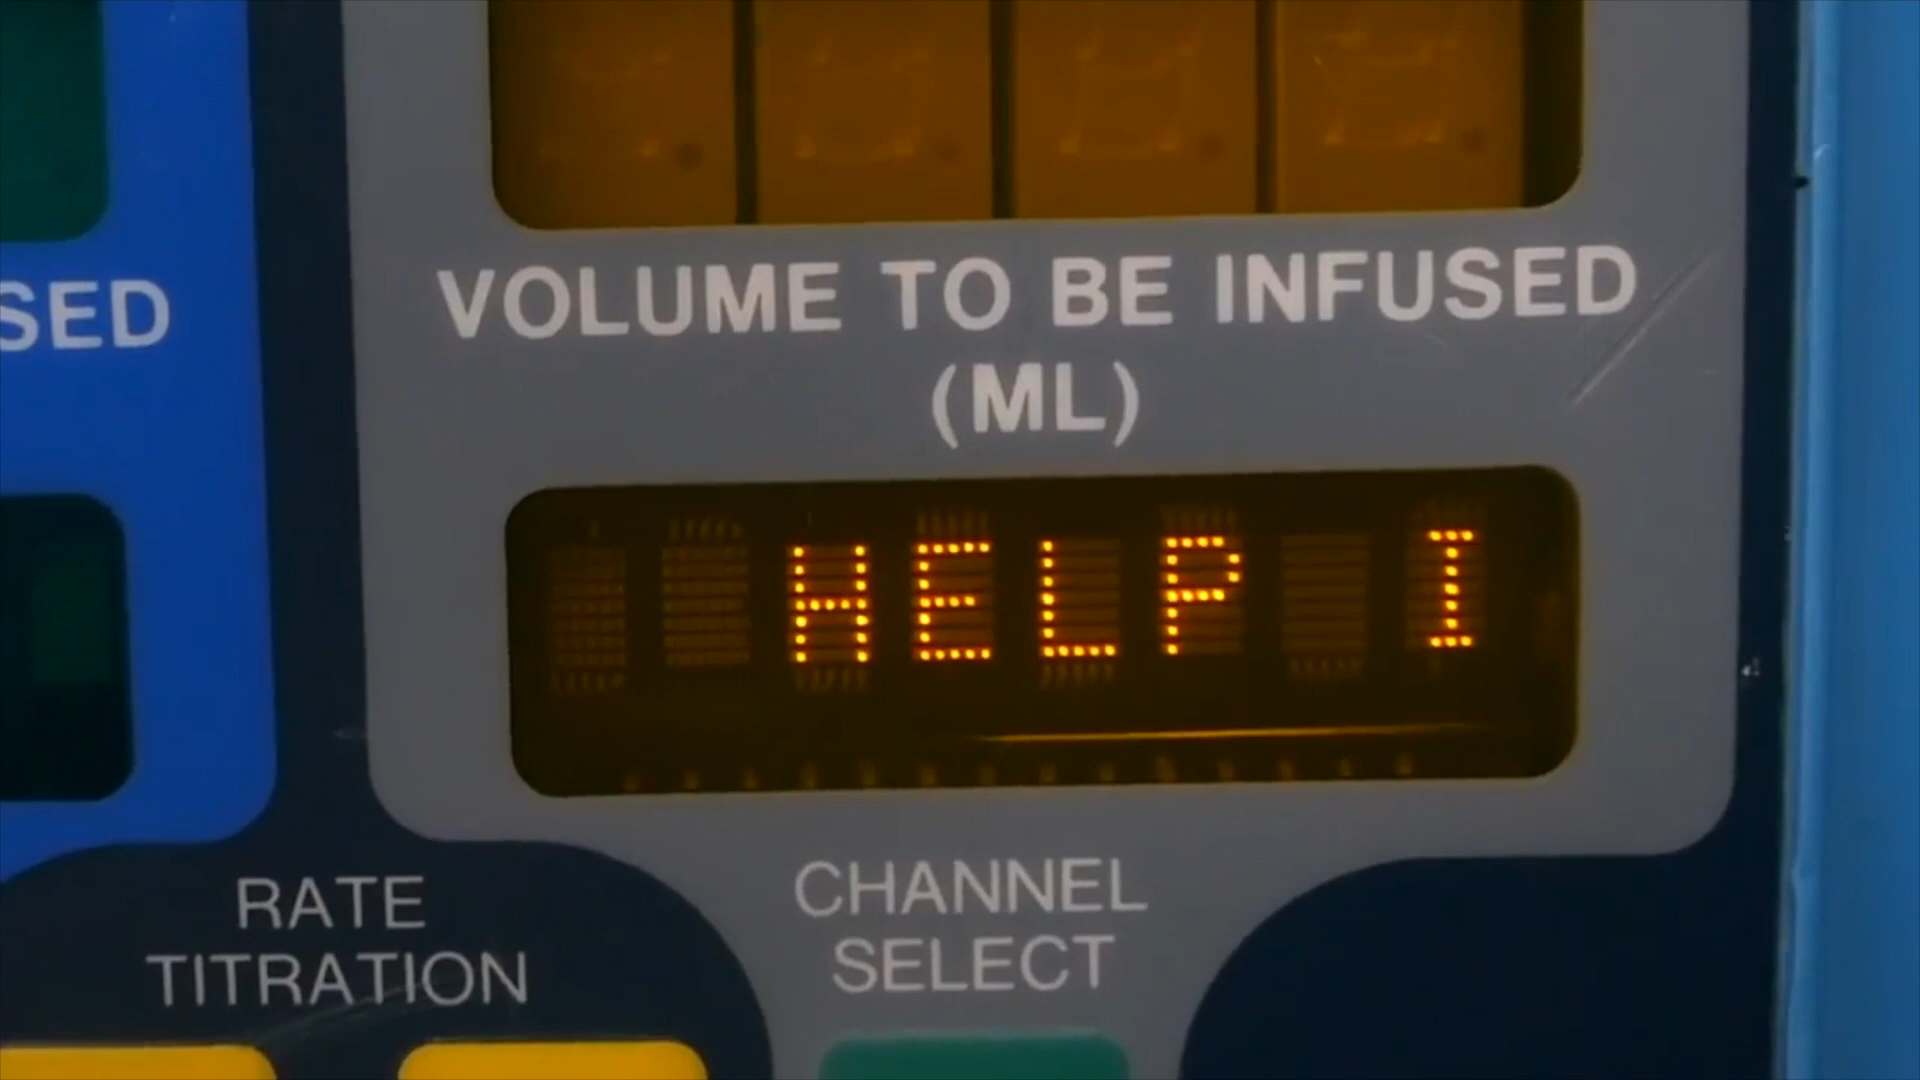 SED
VOLUME TO BE INFUSED
(ML)
HELP I
RATE
TITRATION
CHANNEL
SELECT